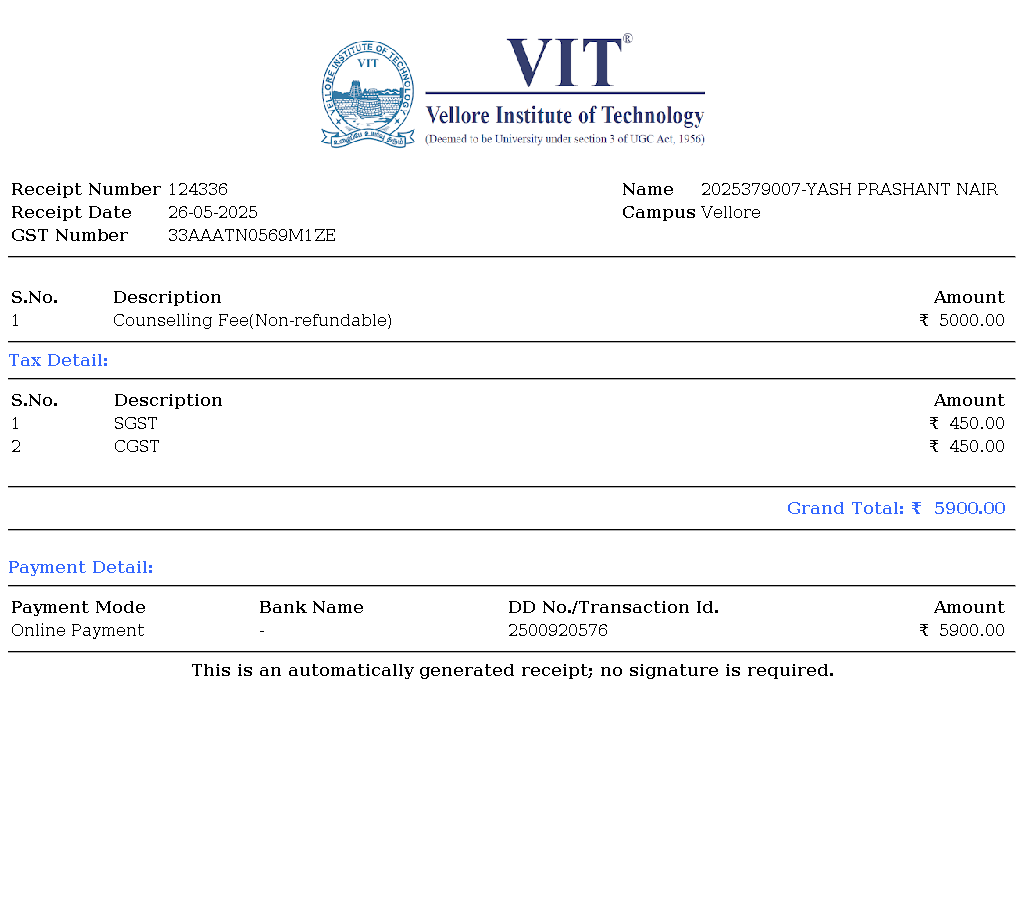 VELLORE INSTITUTE OF TECHNOLOGY
VIT
VIT®
Vellore Institute of Technology
(Deemed to be University under section 3 of UGC Act, 1956)
Receipt Number 124336
Name 2025379007-YASH PRASHANT NAIR
Receipt Date 26-05-2025
Campus Vellore
GST Number 33AAATN0569M1ZE
S.No. Description Amount
1 Counselling Fee(Non-refundable) ₹ 5000.00
Tax Detail:
S.No. Description Amount
1 SGST ₹ 450.00
2 CGST ₹ 450.00
Grand Total: ₹ 5900.00
Payment Detail:
Payment Mode Bank Name DD No./Transaction Id. Amount
Online Payment - 2500920576 ₹ 5900.00
This is an automatically generated receipt; no signature is required.